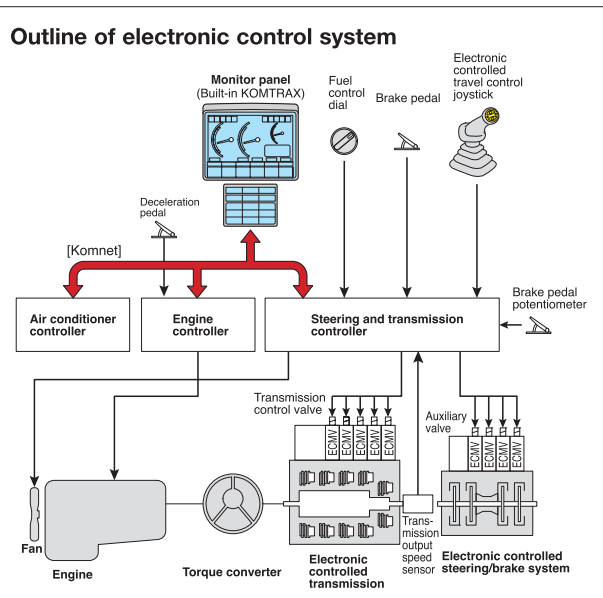 Outline of electronic control system
Monitor panel
(Built-in KOMTRAX)
Fuel
control
dial
Brake pedal
Electronic
controlled
travel control
joystick
Deceleration
pedal
[Komnet]
Air conditioner
controller
Engine
controller
Steering and transmission
controller
Brake pedal
potentiometer
Transmission
control valve
Auxiliary
valve
ECMV
ECMV
ECMV
ECMV
ECMV
ECMV
ECMV
ECMV
ECMV
Fan
Engine
Torque converter
Electronic
controlled
transmission
Trans-
mission
output
speed
sensor
Electronic controlled
steering/brake system